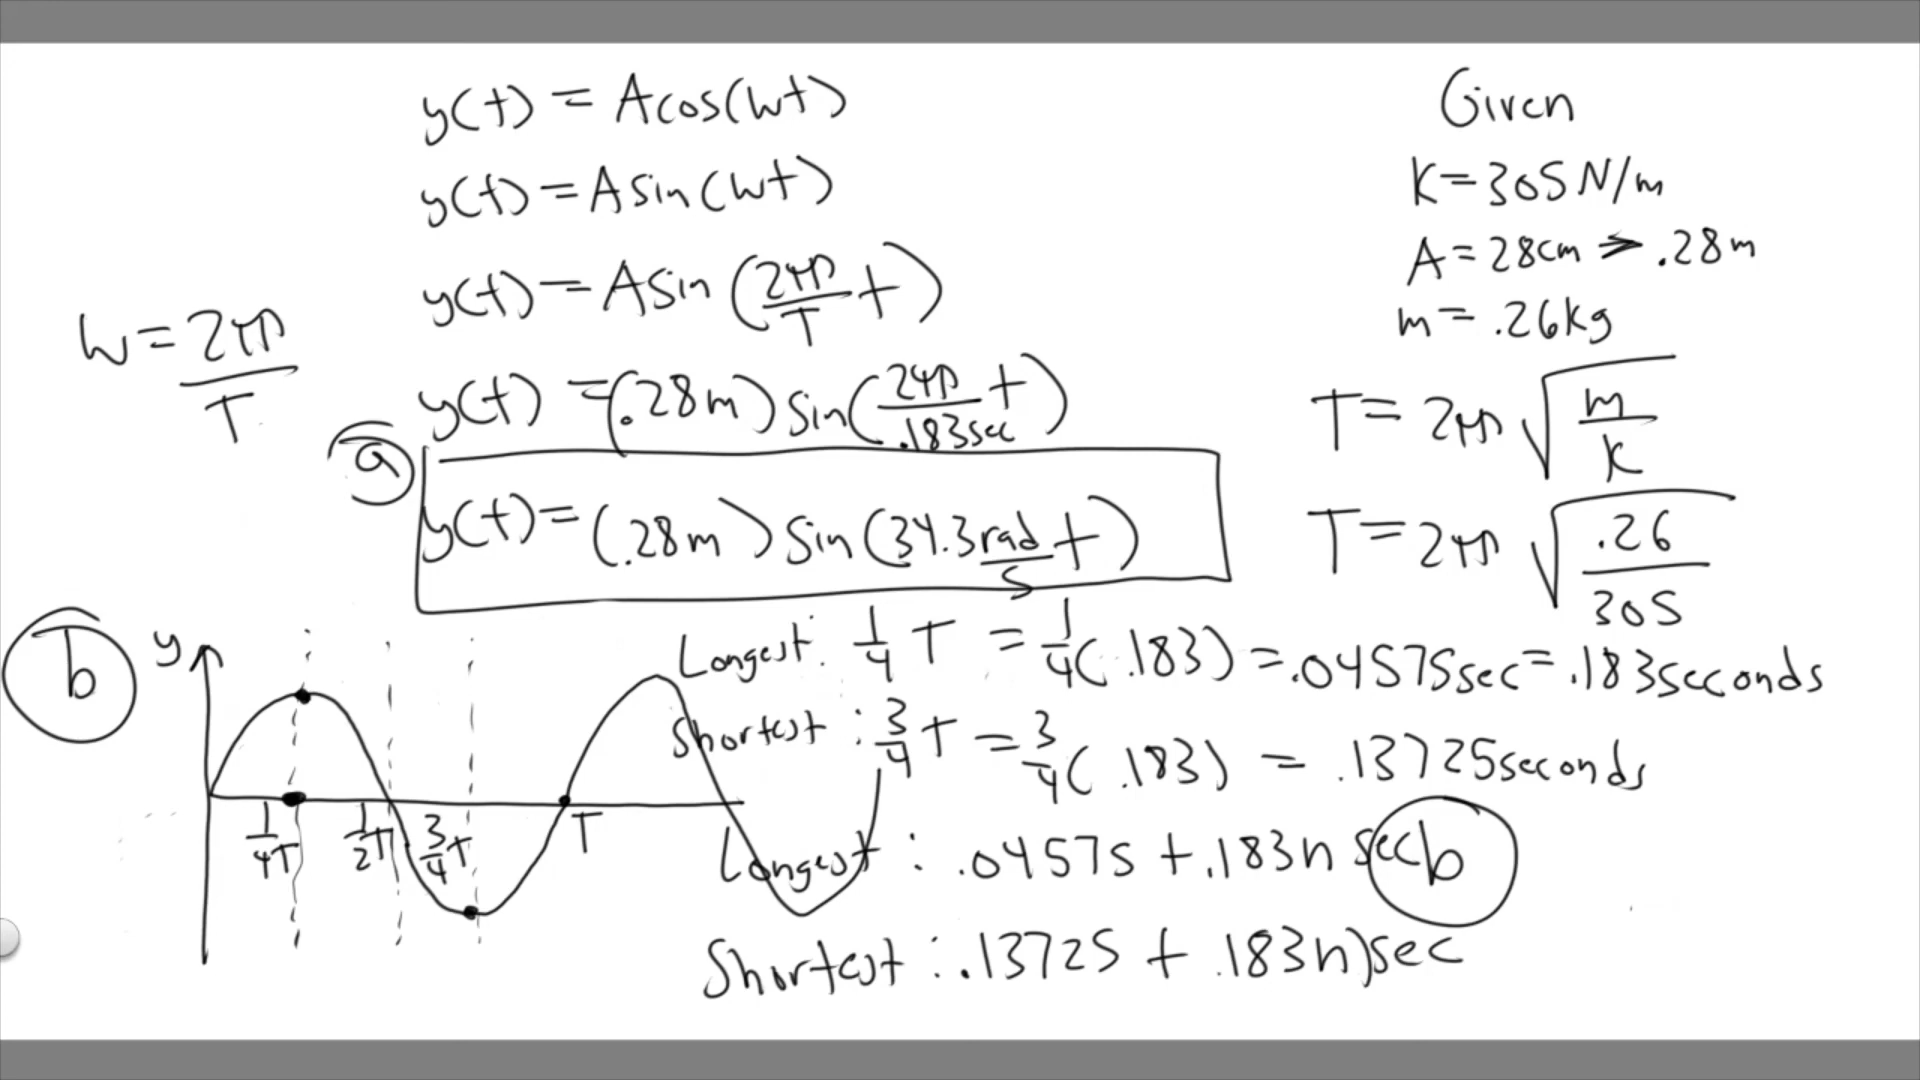 y(t) = Acos(wt)
y(t) = Asin(wt)
y(t) = Asin(2π/T t)
w = 2π/T
y(t) = (.28m) sin(2π/.183sec t)
a
y(t) = (.28m) sin(34.3 rad/s t)
Given
K = 305 N/m
A = 28cm → .28m
m = .26kg
T = 2π √(m/k)
T = 2π √(.26/305)
= .183seconds
b
y
1/4T 1/2T 3/4T T
Longest: 1/4 T = 1/4(.183) = .04575sec
Shortest: 3/4 T = 3/4(.183) = .13725seconds
Longest: .0457s + .183n sec b
Shortest: .13725 + .183n)sec